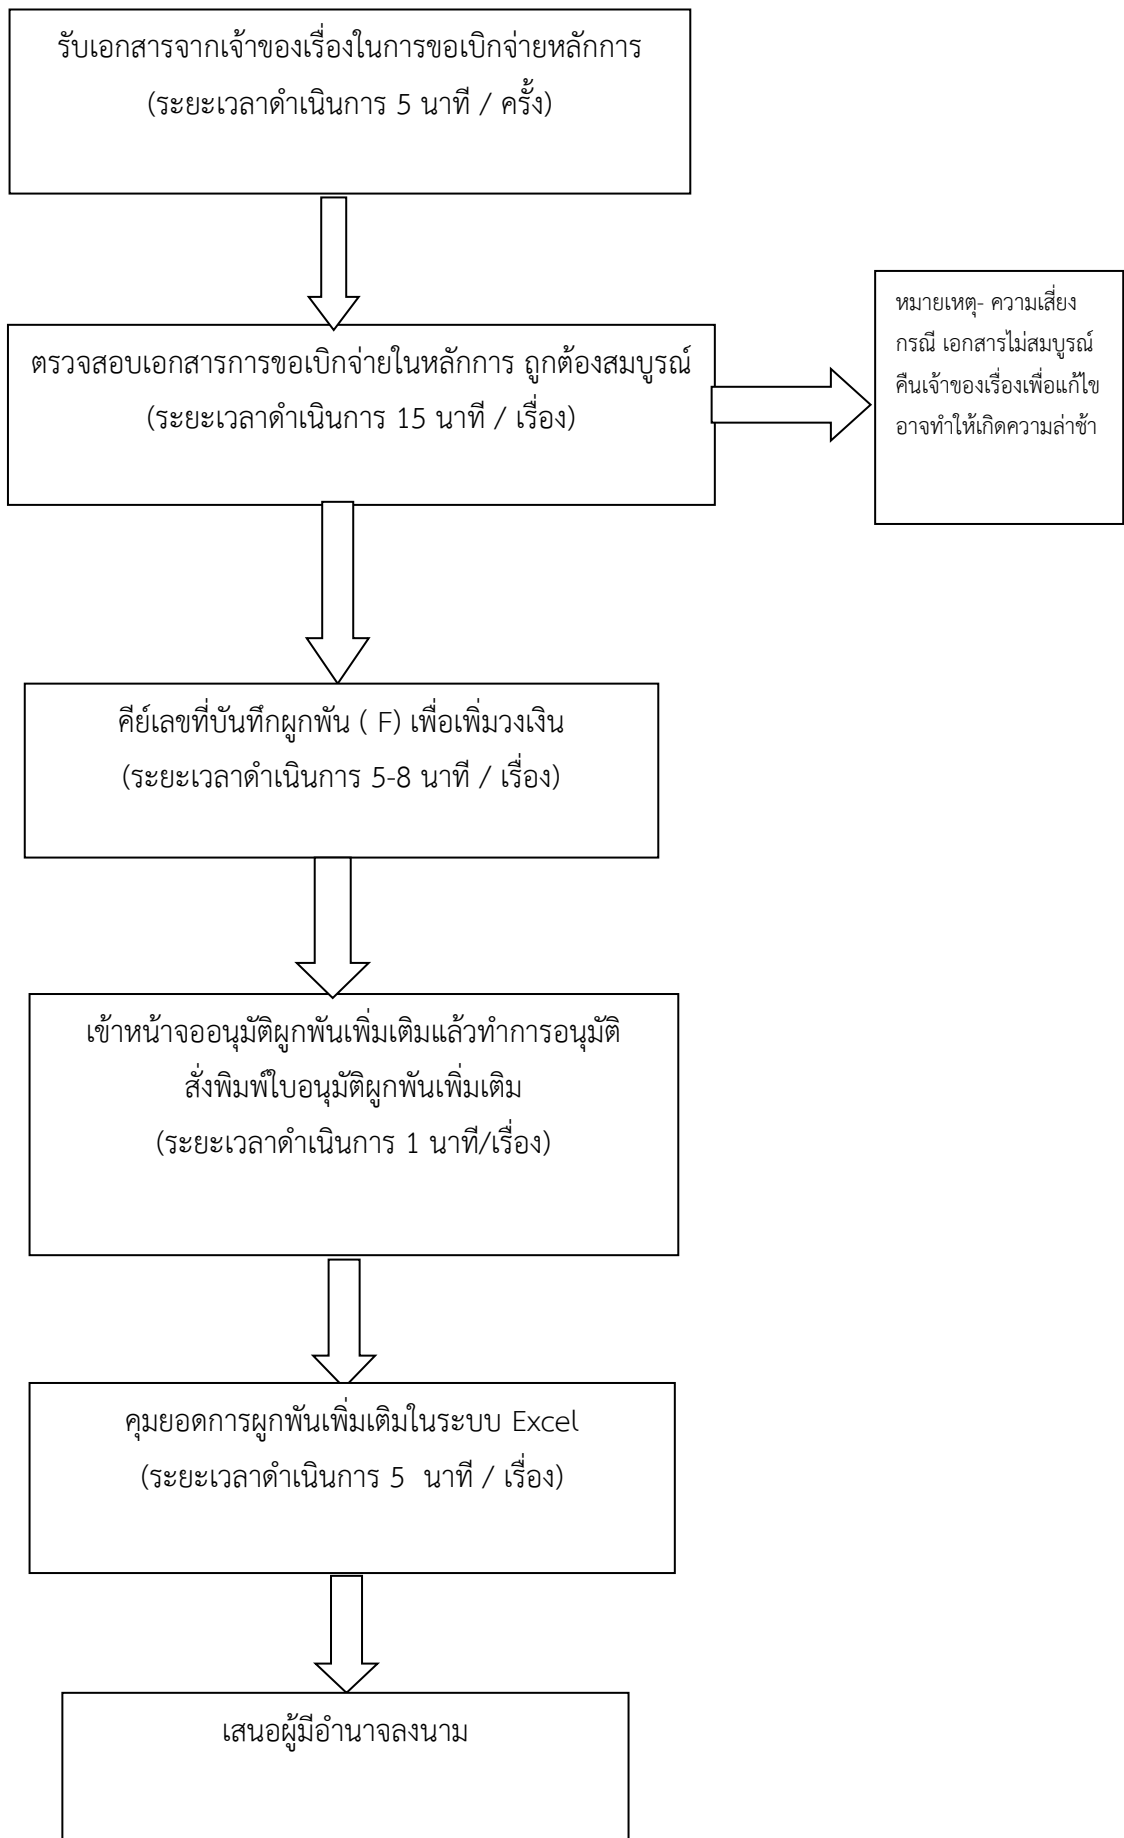 รับเอกสารจากเจ้าของเรื่องในการขอเบิกจ่ายหลักการ
(ระยะเวลาดำเนินการ 5 นาที / ครั้ง)
ตรวจสอบเอกสารการขอเบิกจ่ายในหลักการ ถูกต้องสมบูรณ์
(ระยะเวลาดำเนินการ 15 นาที / เรื่อง)
หมายเหตุ- ความเสี่ยง
กรณี เอกสารไม่สมบูรณ์
คืนเจ้าของเรื่องเพื่อแก้ไข
อาจทำให้เกิดความล่าช้า
คีย์เลขที่บันทึกผูกพัน ( F) เพื่อเพิ่มวงเงิน
(ระยะเวลาดำเนินการ 5-8 นาที / เรื่อง)
เข้าหน้าจออนุมัติผูกพันเพิ่มเติมแล้วทำการอนุมัติ
สั่งพิมพ์ใบอนุมัติผูกพันเพิ่มเติม
(ระยะเวลาดำเนินการ 1 นาที/เรื่อง)
คุมยอดการผูกพันเพิ่มเติมในระบบ Excel
(ระยะเวลาดำเนินการ 5  นาที / เรื่อง)
เสนอผู้มีอำนาจลงนาม